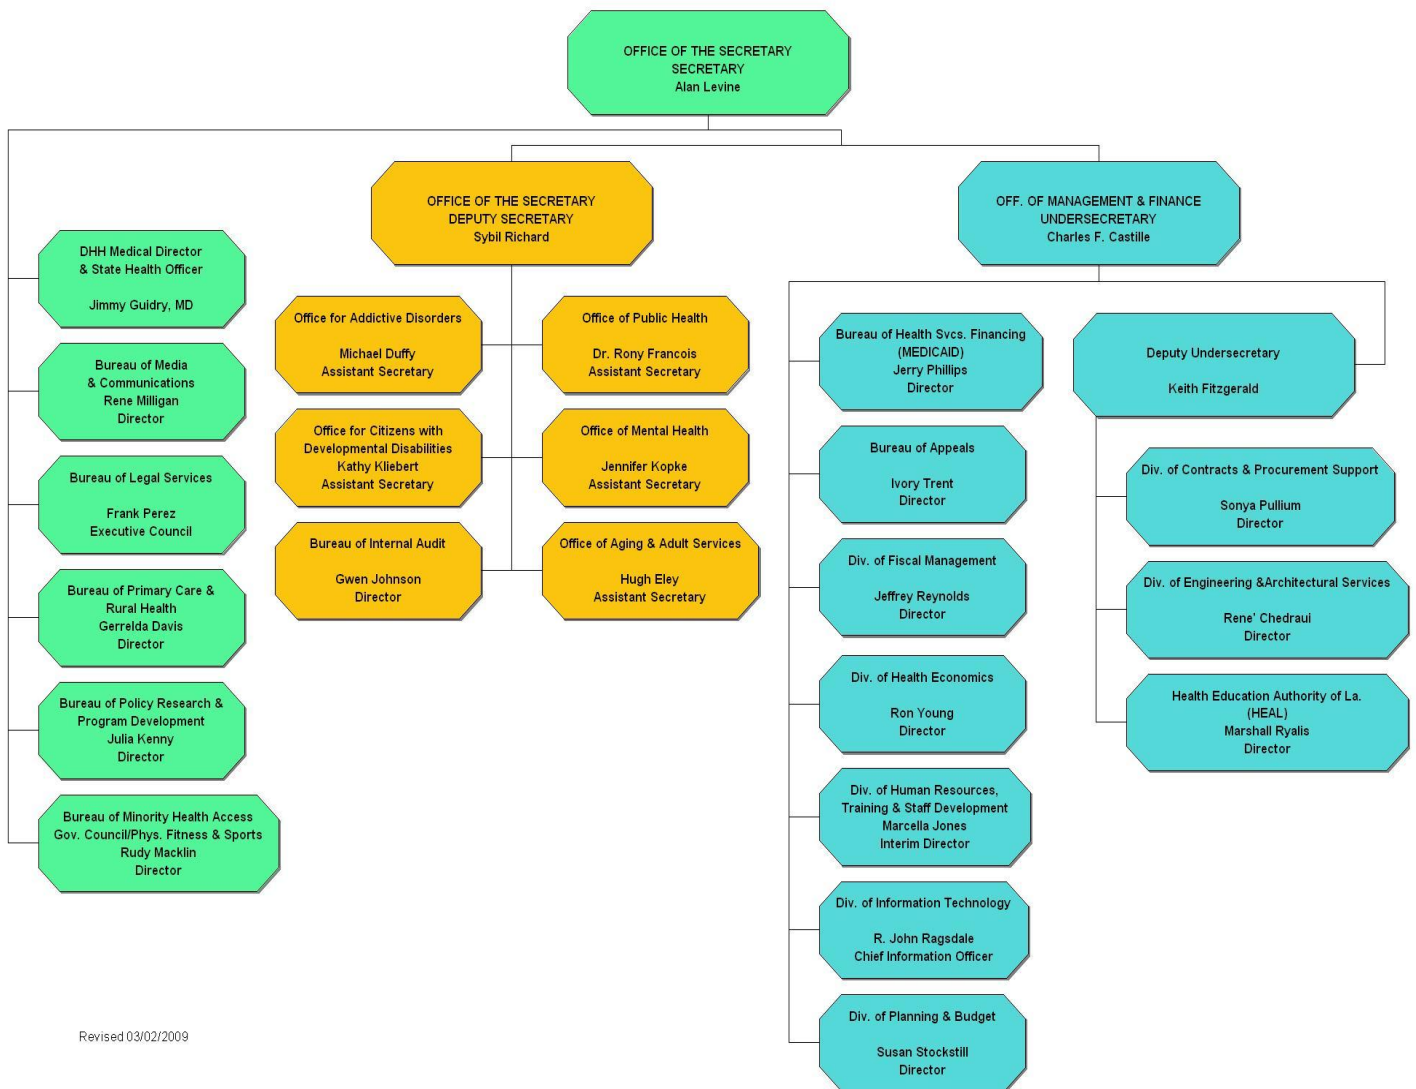 OFFICE OF THE SECRETARY
SECRETARY
Alan Levine
OFFICE OF THE SECRETARY
DEPUTY SECRETARY
Sybil Richard
OFF. OF MANAGEMENT & FINANCE
UNDERSECRETARY
Charles F. Castille
DHH Medical Director
& State Health Officer
Jimmy Guidry, MD
Bureau of Media
& Communications
Rene Milligan
Director
Bureau of Legal Services
Frank Perez
Executive Council
Bureau of Primary Care &
Rural Health
Gerrelda Davis
Director
Bureau of Policy Research &
Program Development
Julia Kenny
Director
Bureau of Minority Health Access
Gov. Council/Phys. Fitness & Sports
Rudy Macklin
Director
Office for Addictive Disorders
Michael Duffy
Assistant Secretary
Office of Public Health
Dr. Rony Francois
Assistant Secretary
Office for Citizens with
Developmental Disabilities
Kathy Kliebert
Assistant Secretary
Office of Mental Health
Jennifer Kopke
Assistant Secretary
Bureau of Internal Audit
Gwen Johnson
Director
Office of Aging & Adult Services
Hugh Eley
Assistant Secretary
Bureau of Health Svcs. Financing
(MEDICAID)
Jerry Phillips
Director
Bureau of Appeals
Ivory Trent
Director
Div. of Fiscal Management
Jeffrey Reynolds
Director
Div. of Health Economics
Ron Young
Director
Div. of Human Resources,
Training & Staff Development
Marcella Jones
Interim Director
Div. of Information Technology
R. John Ragsdale
Chief Information Officer
Div. of Planning & Budget
Susan Stockstill
Director
Deputy Undersecretary
Keith Fitzgerald
Div. of Contracts & Procurement Support
Sonya Pullium
Director
Div. of Engineering &Architectural Services
Rene' Chedraui
Director
Health Education Authority of La.
(HEAL)
Marshall Ryalis
Director
Revised 03/02/2009